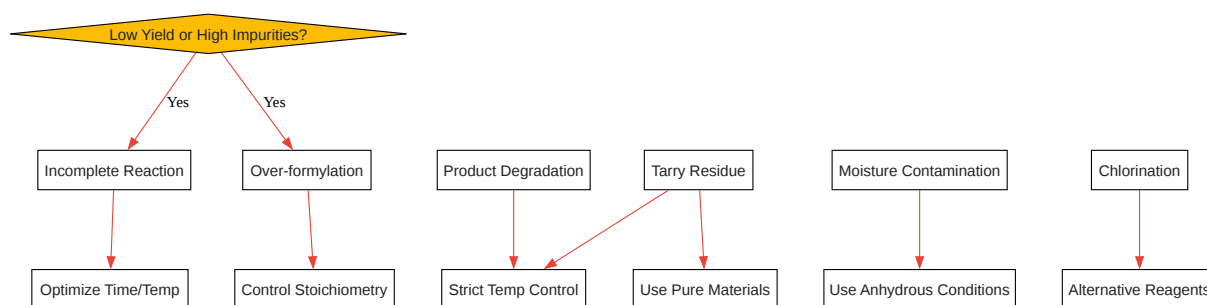 Low Yield or High Impurities?
Yes
Yes
Incomplete Reaction
Over-formylation
Product Degradation
Tarry Residue
Moisture Contamination
Chlorination
Optimize Time/Temp
Control Stoichiometry
Strict Temp Control
Use Pure Materials
Use Anhydrous Conditions
Alternative Reagents